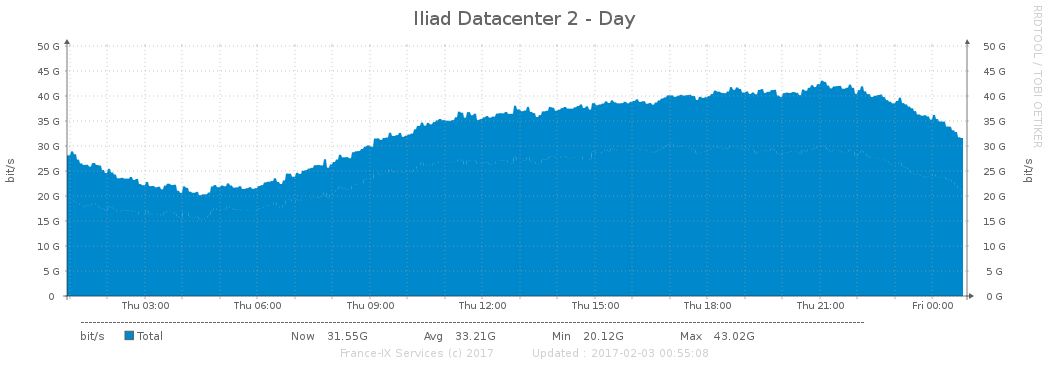 Iliad Datacenter 2 - Day
RRDTOOL / TOBI OETIKER
50 G 50 G
45 G 45 G
40 G 40 G
35 G 35 G
30 G 30 G
25 G 25 G
20 G 20 G
15 G 15 G
10 G 10 G
5 G 5 G
0 0 G
bit/s bit/s
Thu 03:00 Thu 06:00 Thu 09:00 Thu 12:00 Thu 15:00 Thu 18:00 Thu 21:00 Fri 00:00
bit/s Total Now 31.55G Avg 33.21G Min 20.12G Max 43.02G
France-IX Services (c) 2017 Updated : 2017-02-03 00:55:08